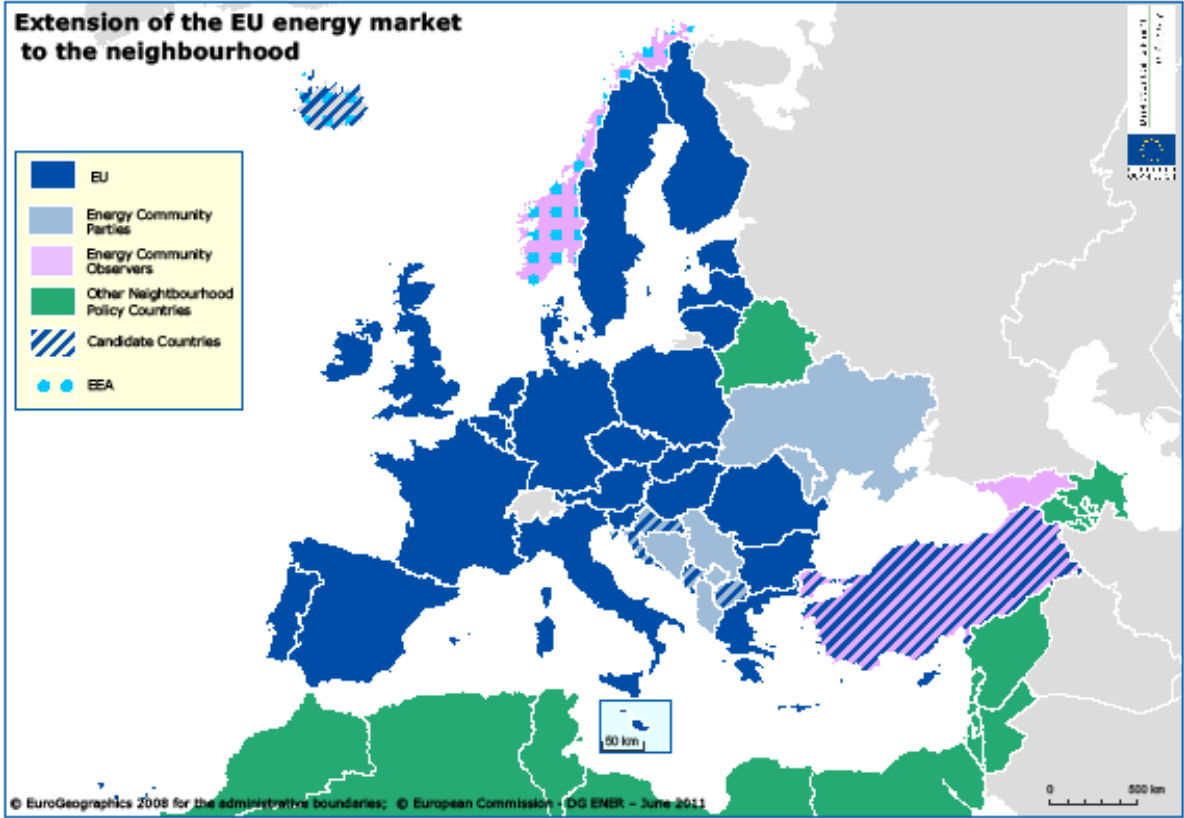 Extension of the EU energy market
to the neighbourhood
EU
Energy Community
Parties
Energy Community
Observers
Other Neighbourhood
Policy Countries
Candidate Countries
EEA
50 km
© EuroGeographics 2008 for the administrative boundaries; © European Commission - DG ENER - June 2011
0 500 km